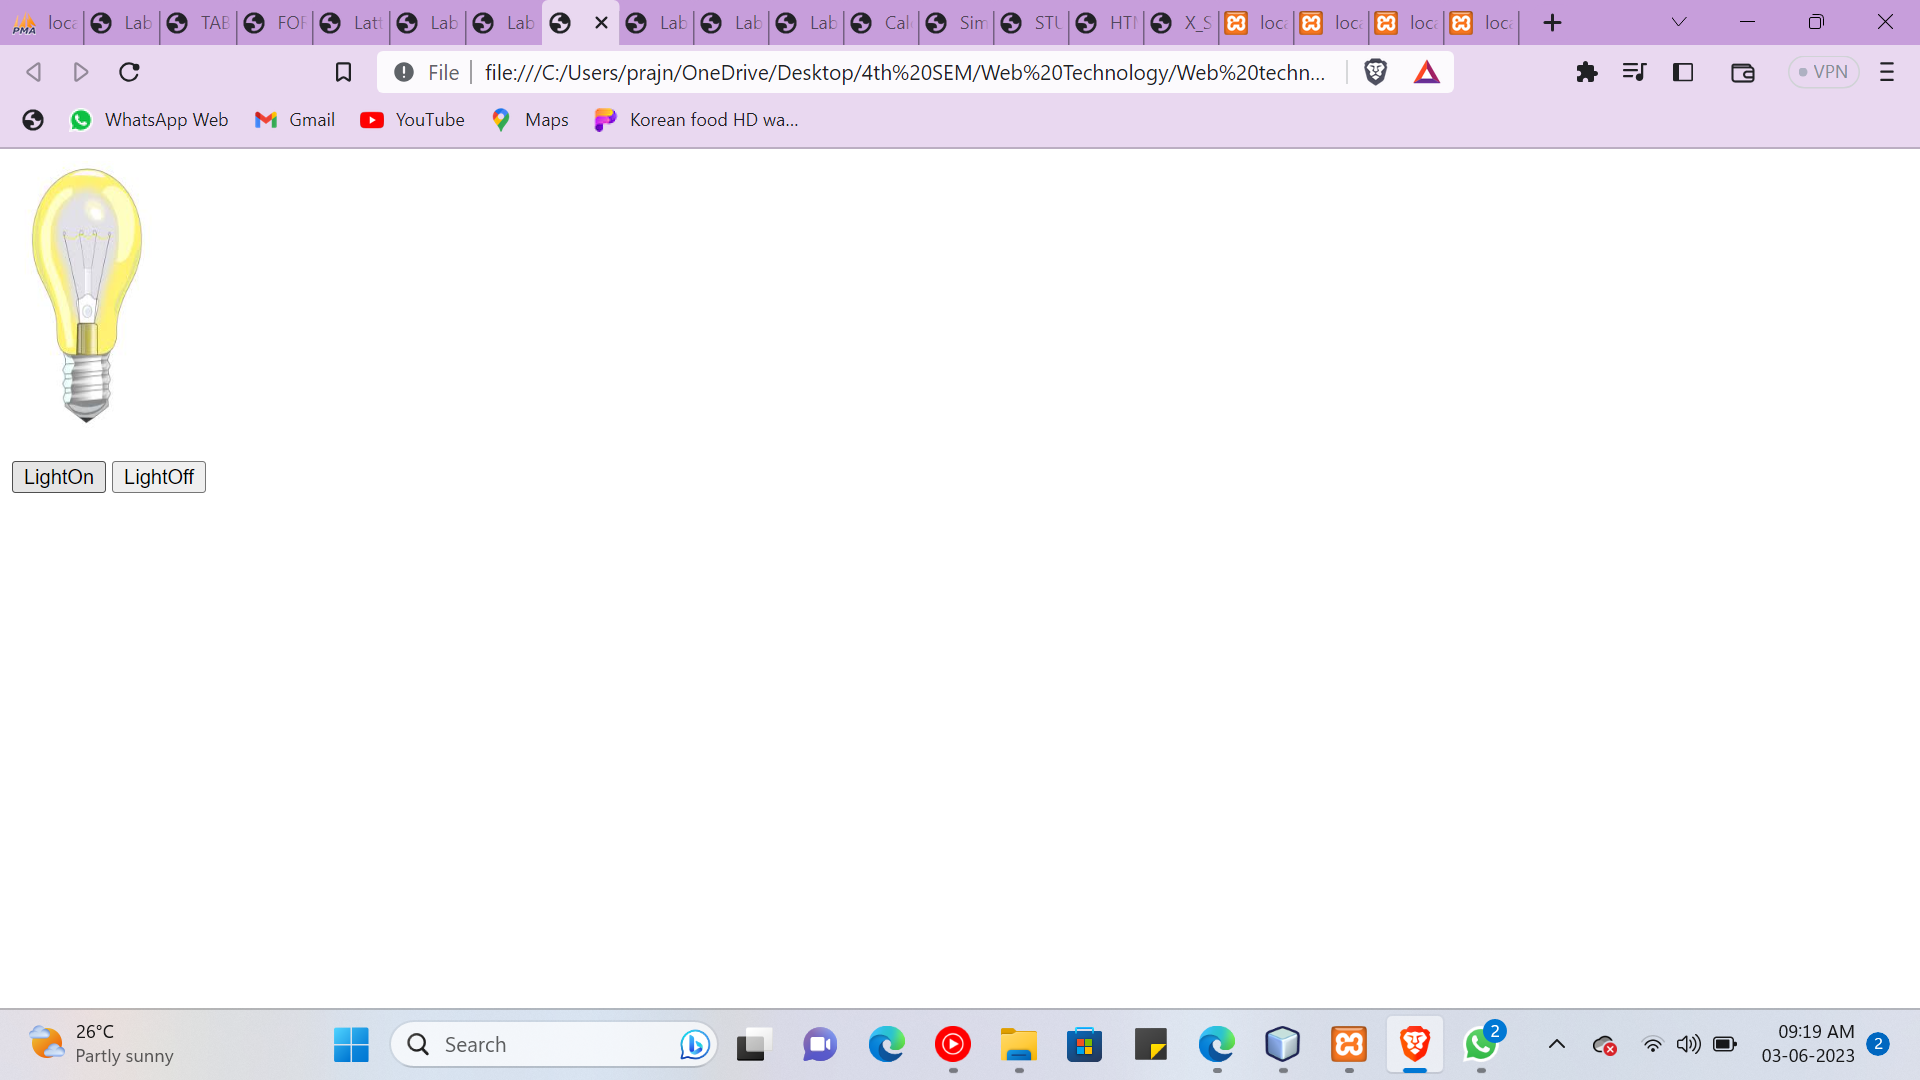 PMA loca Lab TAB FOR Latt Lab Lab Lab Lab Lab Calc Sim STU HTM X_S loca loca loca loca
File file:///C:/Users/prajn/OneDrive/Desktop/4th%20SEM/Web%20Technology/Web%20techn... VPN
WhatsApp Web Gmail YouTube Maps Korean food HD wa...
LightOn LightOff
26°C
Partly sunny
Search
2
09:19 AM
03-06-2023
2